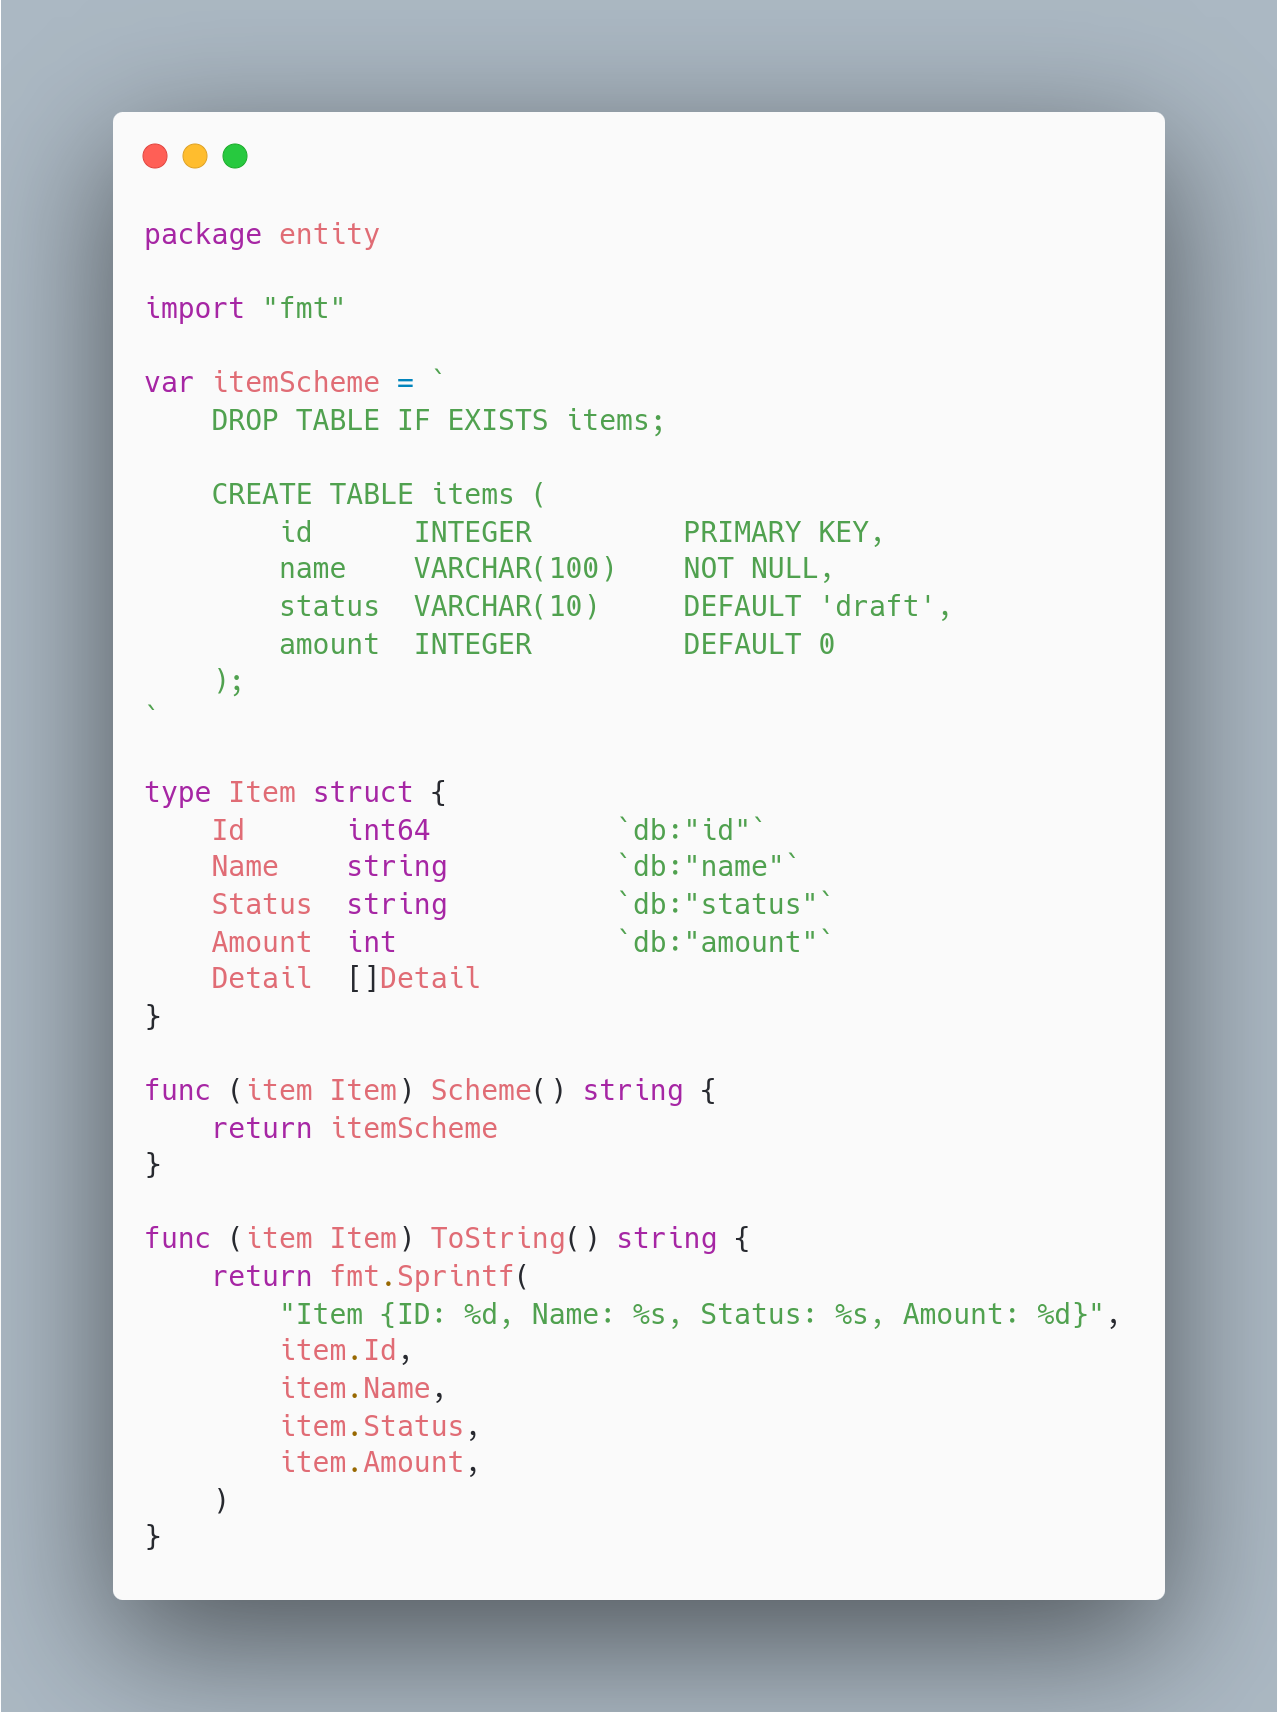 package entity

import "fmt"

var itemScheme = `
    DROP TABLE IF EXISTS items;

    CREATE TABLE items (
        id      INTEGER         PRIMARY KEY,
        name    VARCHAR(100)    NOT NULL,
        status  VARCHAR(10)     DEFAULT 'draft',
        amount  INTEGER         DEFAULT 0
    );
`

type Item struct {
    Id      int64           `db:"id"`
    Name    string          `db:"name"`
    Status  string          `db:"status"`
    Amount  int             `db:"amount"`
    Detail  []Detail
}

func (item Item) Scheme() string {
    return itemScheme
}

func (item Item) ToString() string {
    return fmt.Sprintf(
        "Item {ID: %d, Name: %s, Status: %s, Amount: %d}",
        item.Id,
        item.Name,
        item.Status,
        item.Amount,
    )
}